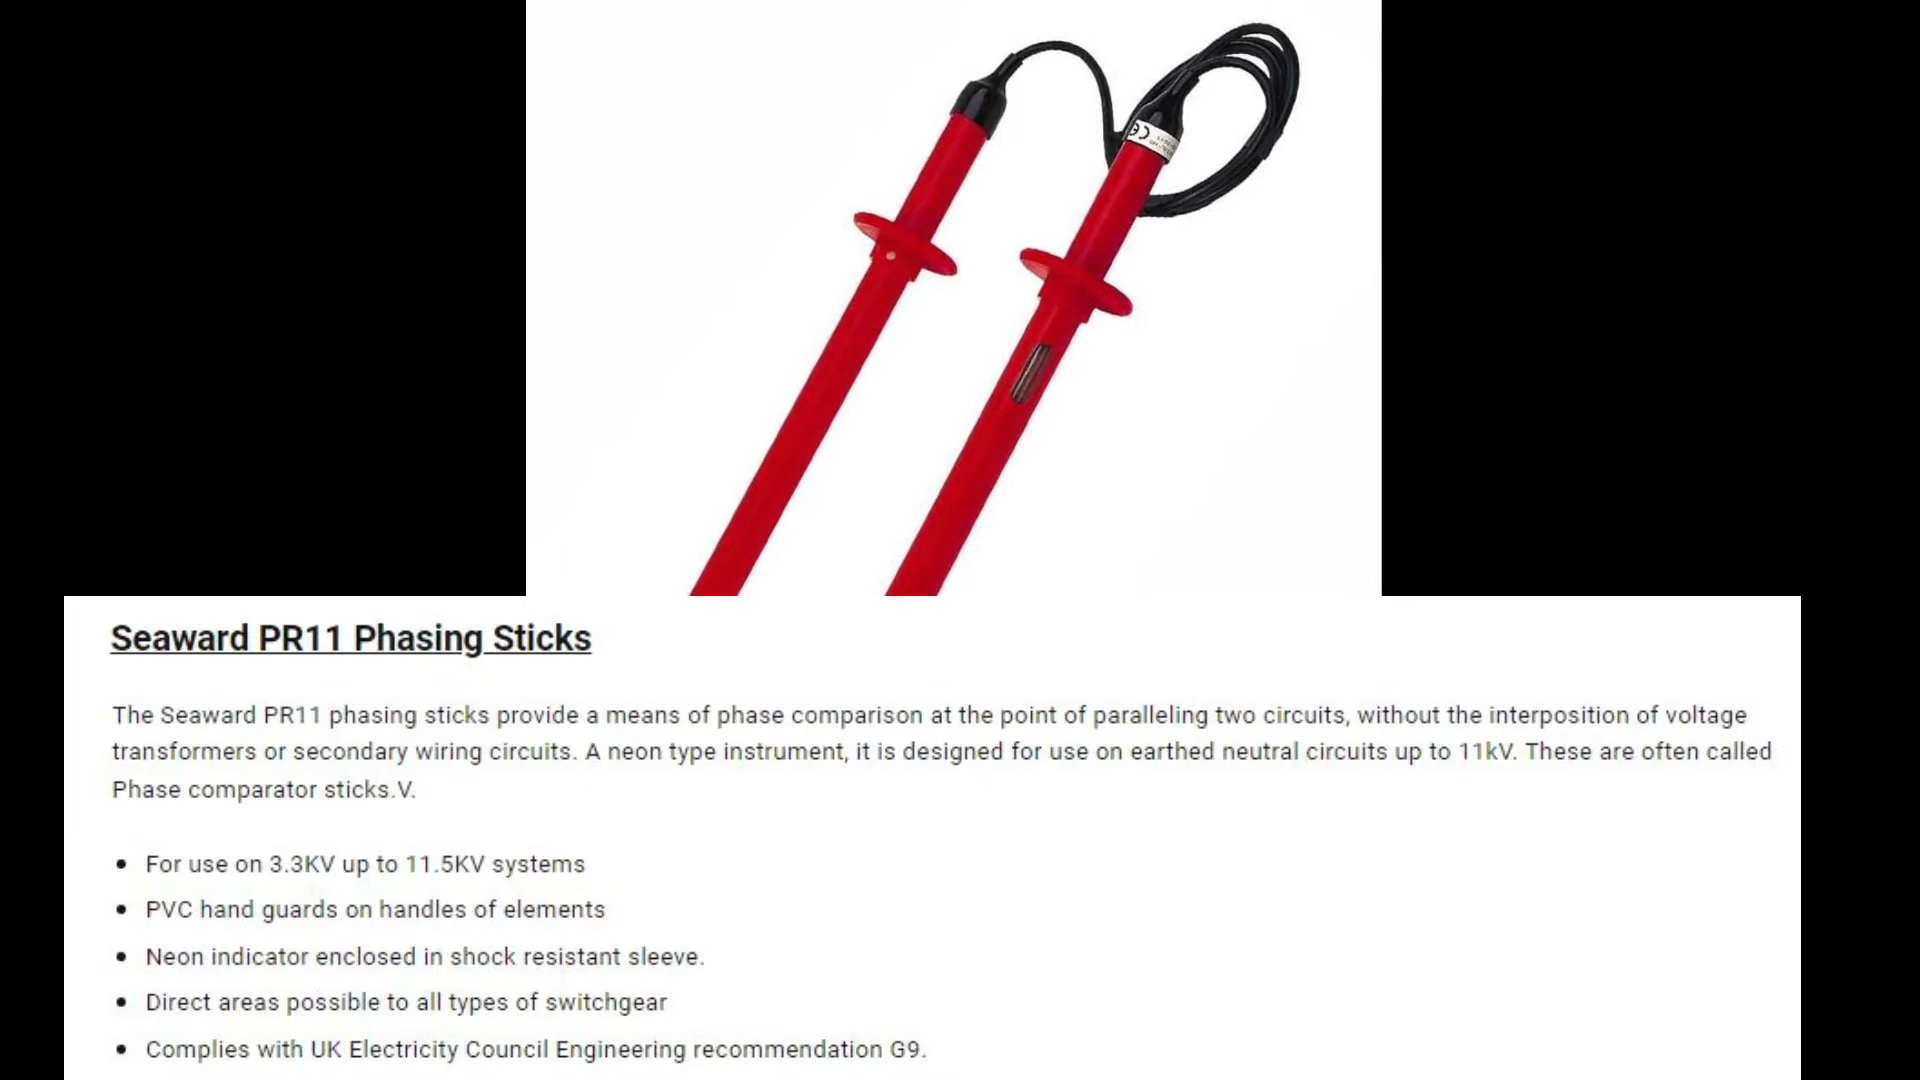 Seaward PR11 Phasing Sticks
The Seaward PR11 phasing sticks provide a means of phase comparison at the point of paralleling two circuits, without the interposition of voltage
transformers or secondary wiring circuits. A neon type instrument, it is designed for use on earthed neutral circuits up to 11kV. These are often called
Phase comparator sticks.V.
• For use on 3.3KV up to 11.5KV systems
• PVC hand guards on handles of elements
• Neon indicator enclosed in shock resistant sleeve.
• Direct areas possible to all types of switchgear
• Complies with UK Electricity Council Engineering recommendation G9.